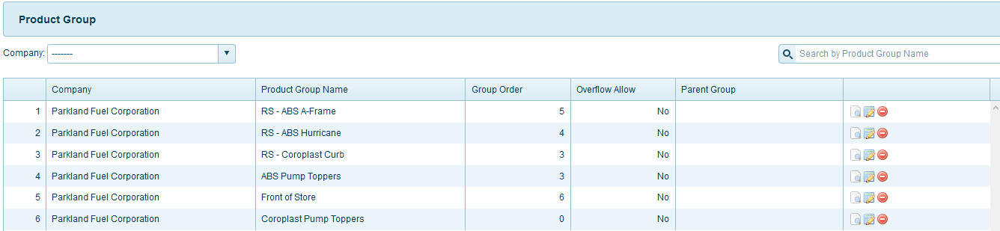 Product Group
Company: ------- Search by Product Group Name
Company Product Group Name Group Order Overflow Allow Parent Group
1 Parkland Fuel Corporation RS - ABS A-Frame 5 No
2 Parkland Fuel Corporation RS - ABS Hurricane 4 No
3 Parkland Fuel Corporation RS - Coroplast Curb 3 No
4 Parkland Fuel Corporation ABS Pump Toppers 3 No
5 Parkland Fuel Corporation Front of Store 6 No
6 Parkland Fuel Corporation Coroplast Pump Toppers 0 No